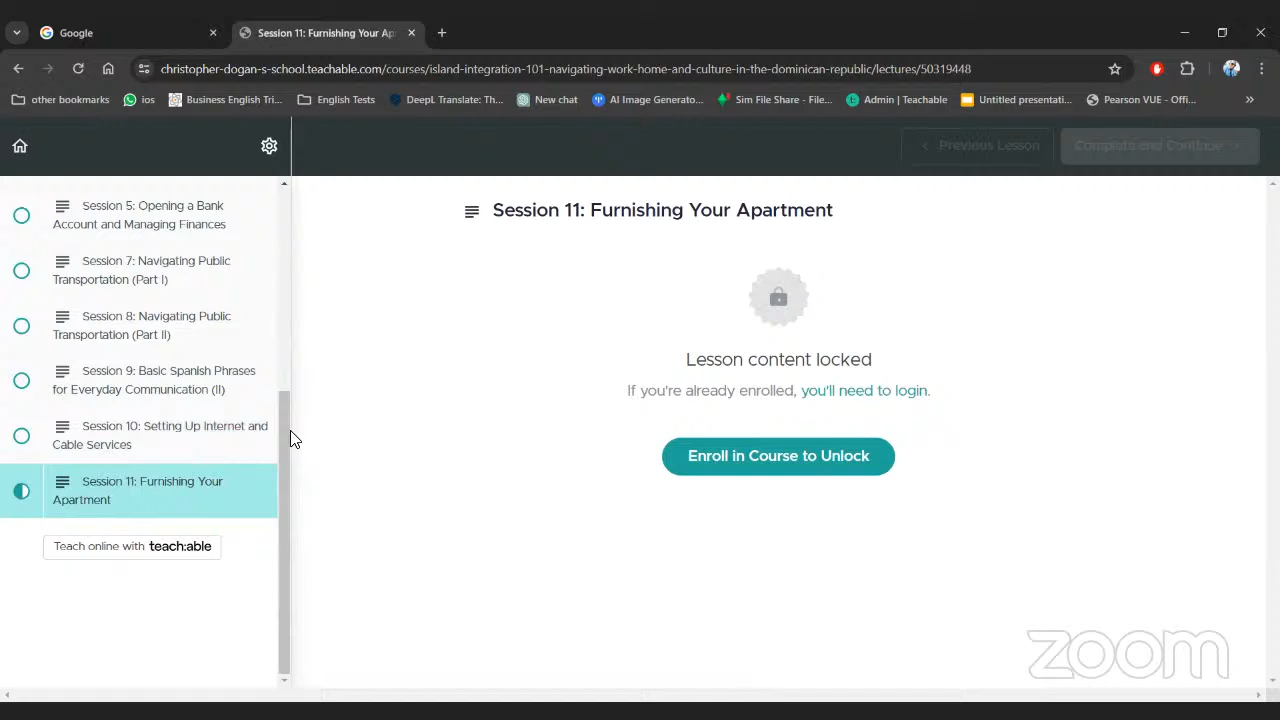 Google
Session 11: Furnishing Your Ap
christopher-dogan-s-school.teachable.com/courses/island-integration-101-navigating-work-home-and-culture-in-the-dominican-republic/lectures/50319448
other bookmarks
ios
Business English Tri...
English Tests
DeepL Translate: Th...
New chat
AI Image Generato...
Sim File Share - File...
Admin | Teachable
Untitled presentati...
Pearson VUE - Offi...
Previous Lesson
Complete and Continue
Session 5: Opening a Bank
Account and Managing Finances
Session 7: Navigating Public
Transportation (Part I)
Session 8: Navigating Public
Transportation (Part II)
Session 9: Basic Spanish Phrases
for Everyday Communication (II)
Session 10: Setting Up Internet and
Cable Services
Session 11: Furnishing Your
Apartment
Teach online with teach:able
Session 11: Furnishing Your Apartment
Lesson content locked
If you're already enrolled, you'll need to login.
Enroll in Course to Unlock
zoom